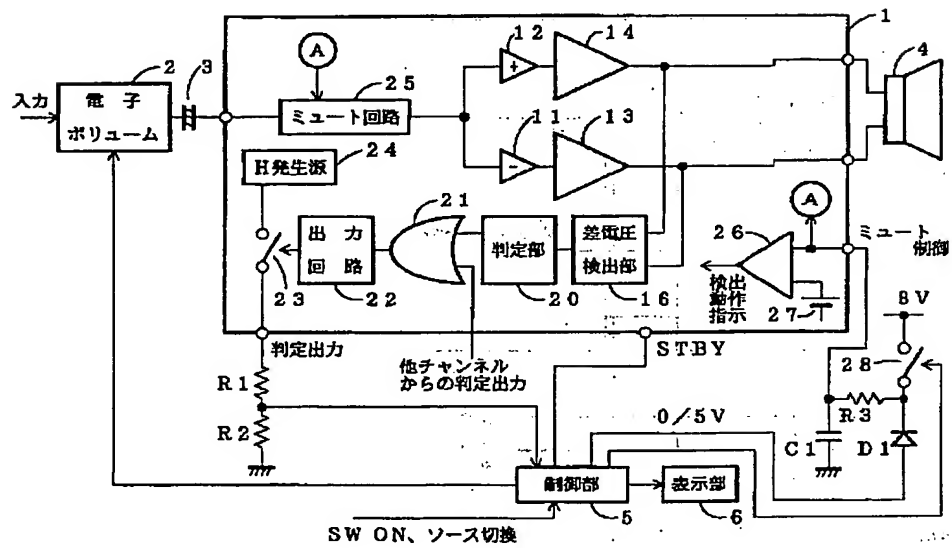 1
2
3
入力
電子
ボリューム
A
25
ミュート回路
12
+
14
11
−
13
4
24
H発生源
21
出力
回路
22
23
判定部
20
差電圧
検出部
16
A
26
ミュート
制御
検出
動作
指示
27
8V
28
判定出力
他チャンネル
からの判定出力
STBY
R1
R2
R3
C1
D1
0/5V
制御部
5
表示部
6
SW ON、ソース切換